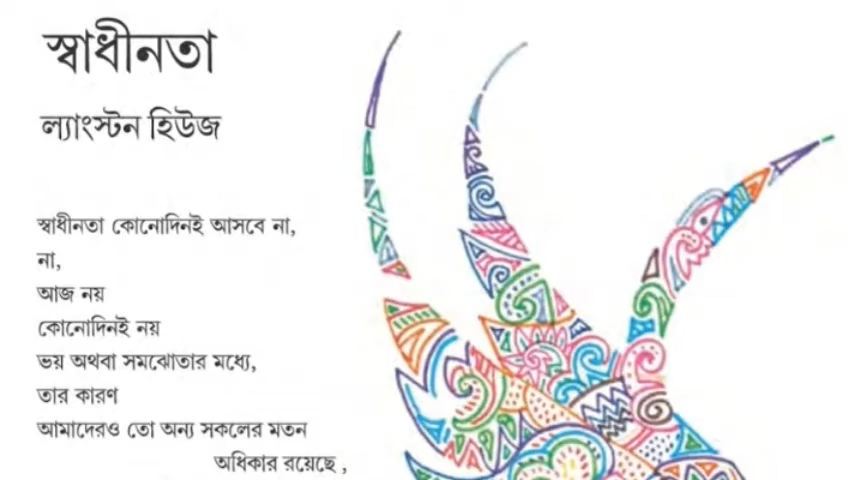 স্বাধীনতা
ল্যাংস্টন হিউজ
স্বাধীনতা কোনোদিনই আসবে না,
না,
আজ নয়
কোনোদিনই নয়
ভয় অথবা সমঝোতার মধ্যে,
তার কারণ
আমাদেরও তো অন্য সকলের মতন
অধিকার রয়েছে ,